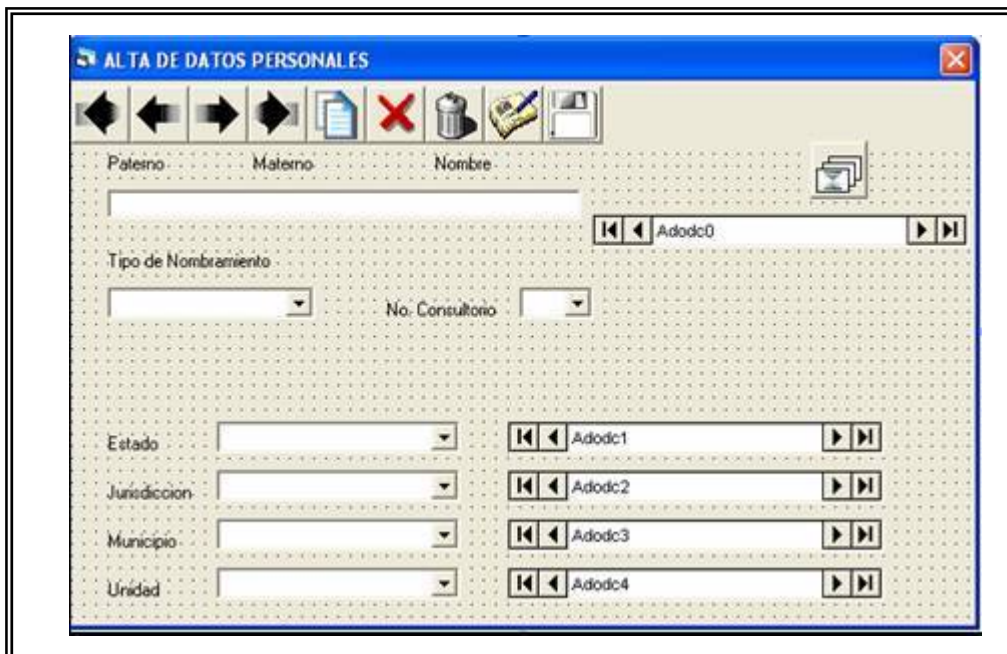 ALTA DE DATOS PERSONALES
Paterno Materno Nombre
Adodc0
Tipo de Nombramiento
No. Consultorio
Estado Adodc1
Jurisdiccion Adodc2
Municipio Adodc3
Unidad Adodc4